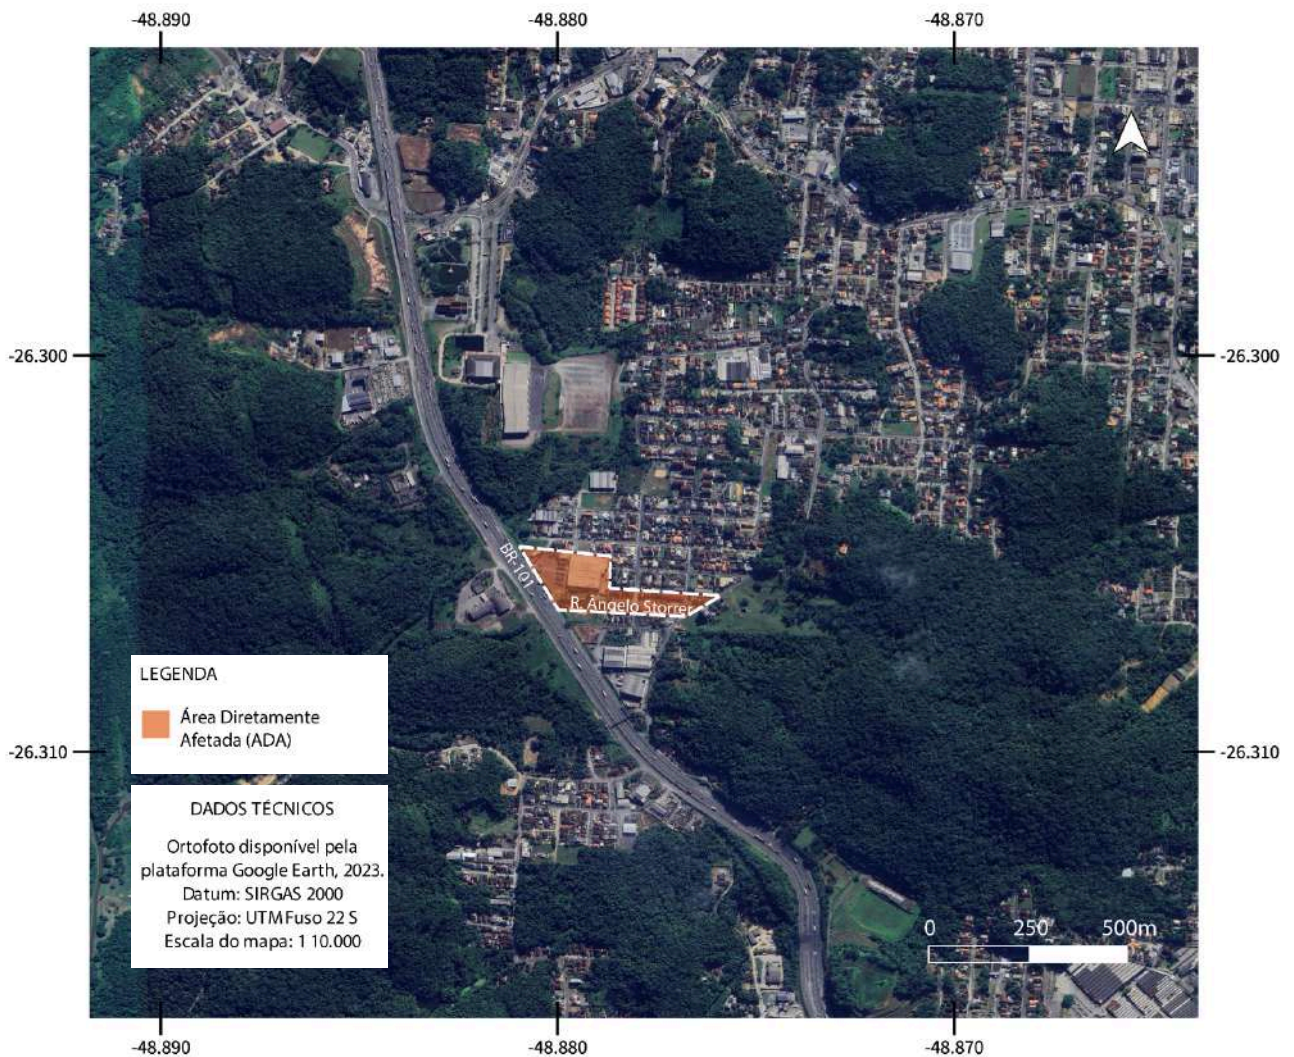 -48.890
-48.880
-48.870
-26.300
-26.300
BR-101
R. Ângelo Storrer
LEGENDA
Área Diretamente
Afetada (ADA)
-26.310
-26.310
DADOS TÉCNICOS
Ortofoto disponível pela
plataforma Google Earth, 2023.
Datum: SIRGAS 2000
Projeção: UTM Fuso 22 S
Escala do mapa: 1 10.000
0 250 500m
-48.890
-48.880
-48.870